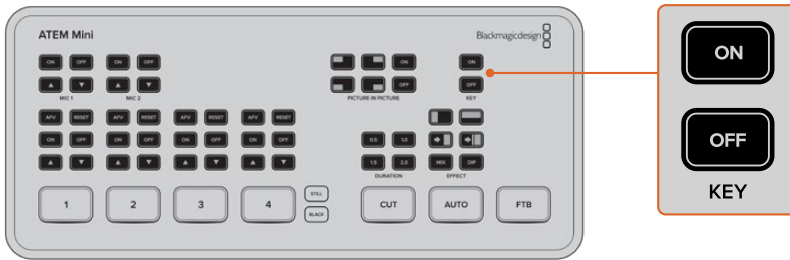 ATEM Mini
Blackmagicdesign
ON OFF ON OFF ON ON
MIC 1 MIC 2 OFF OFF
PICTURE IN PICTURE KEY
AFV RESET AFV RESET AFV RESET AFV RESET
ON OFF ON OFF ON OFF ON OFF 0.5 1.0
1.5 2.0 MIX DIP
DURATION EFFECT
1 2 3 4 STILL CUT AUTO FTB
BLACK
ON
OFF
KEY